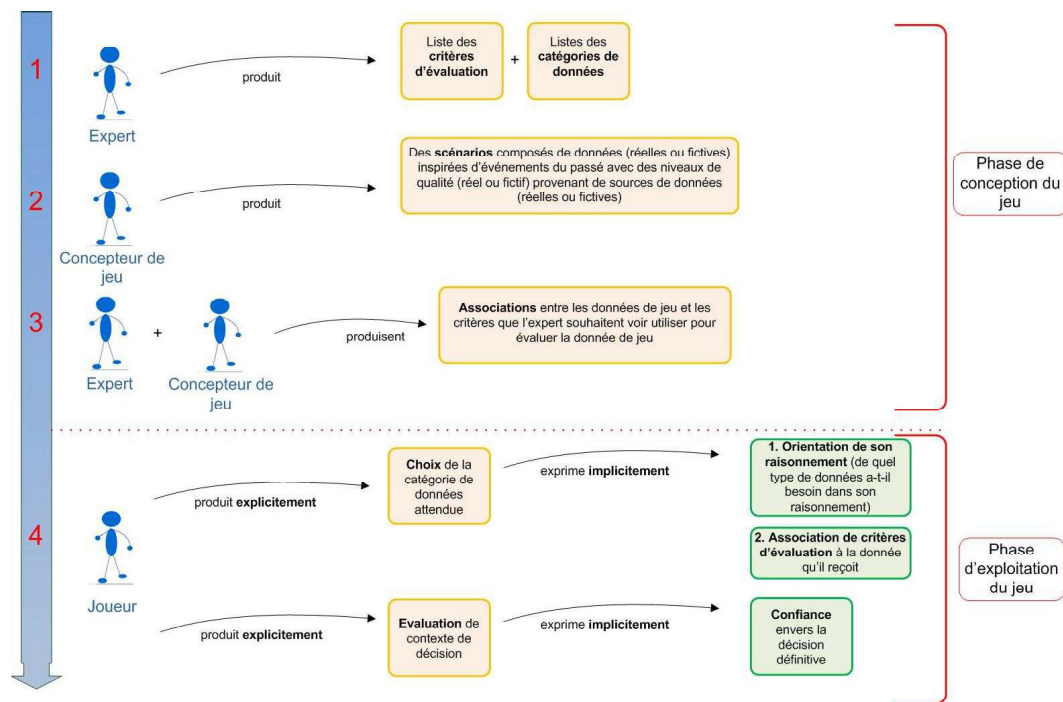 1
Expert
produit
Liste des
critères
d'évaluation
+
Listes des
catégories de
données
2
Concepteur de
jeu
produit
Des scénarios composés de données (réelles ou fictives)
inspirées d'événements du passé avec des niveaux de
qualité (réel ou fictif) provenant de sources de données
(réelles ou fictives)
Phase de
conception du
jeu
3
Expert
+
Concepteur de
jeu
produisent
Associations entre les données de jeu et les
critères que l'expert souhaitent voir utiliser pour
évaluer la donnée de jeu
4
Joueur
produit explicitement
Choix de la
catégorie de
données
attendue
exprime implicitement
1. Orientation de son
raisonnement (de quel
type de données a-t-il
besoin dans son
raisonnement)
2. Association de critères
d'évaluation à la donnée
qu'il reçoit
Phase
d'exploitation
du jeu
produit explicitement
Evaluation de
contexte de
décision
exprime implicitement
Confiance
envers la
décision
définitive